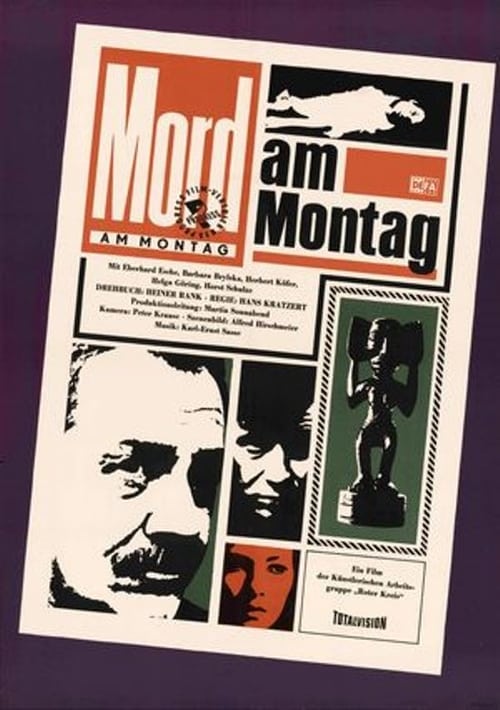 Mord
AM MONTAG
am
Montag
DEFA
Mit Eberhard Esche, Barbara Brylska, Herbert Köfer,
Helga Göring, Horst Schulze
DREHBUCH: HEINER RANK · REGIE: HANS KRATZERT
Produktionsleitung: Martin Sonnabend
Kamera: Peter Krause · Szenenbild: Alfred Hirschmeier
Musik: Karl-Ernst Sasse
Ein Film
der Künstlerischen Arbeits-
gruppe „Roter Kreis“
TOTALVISION